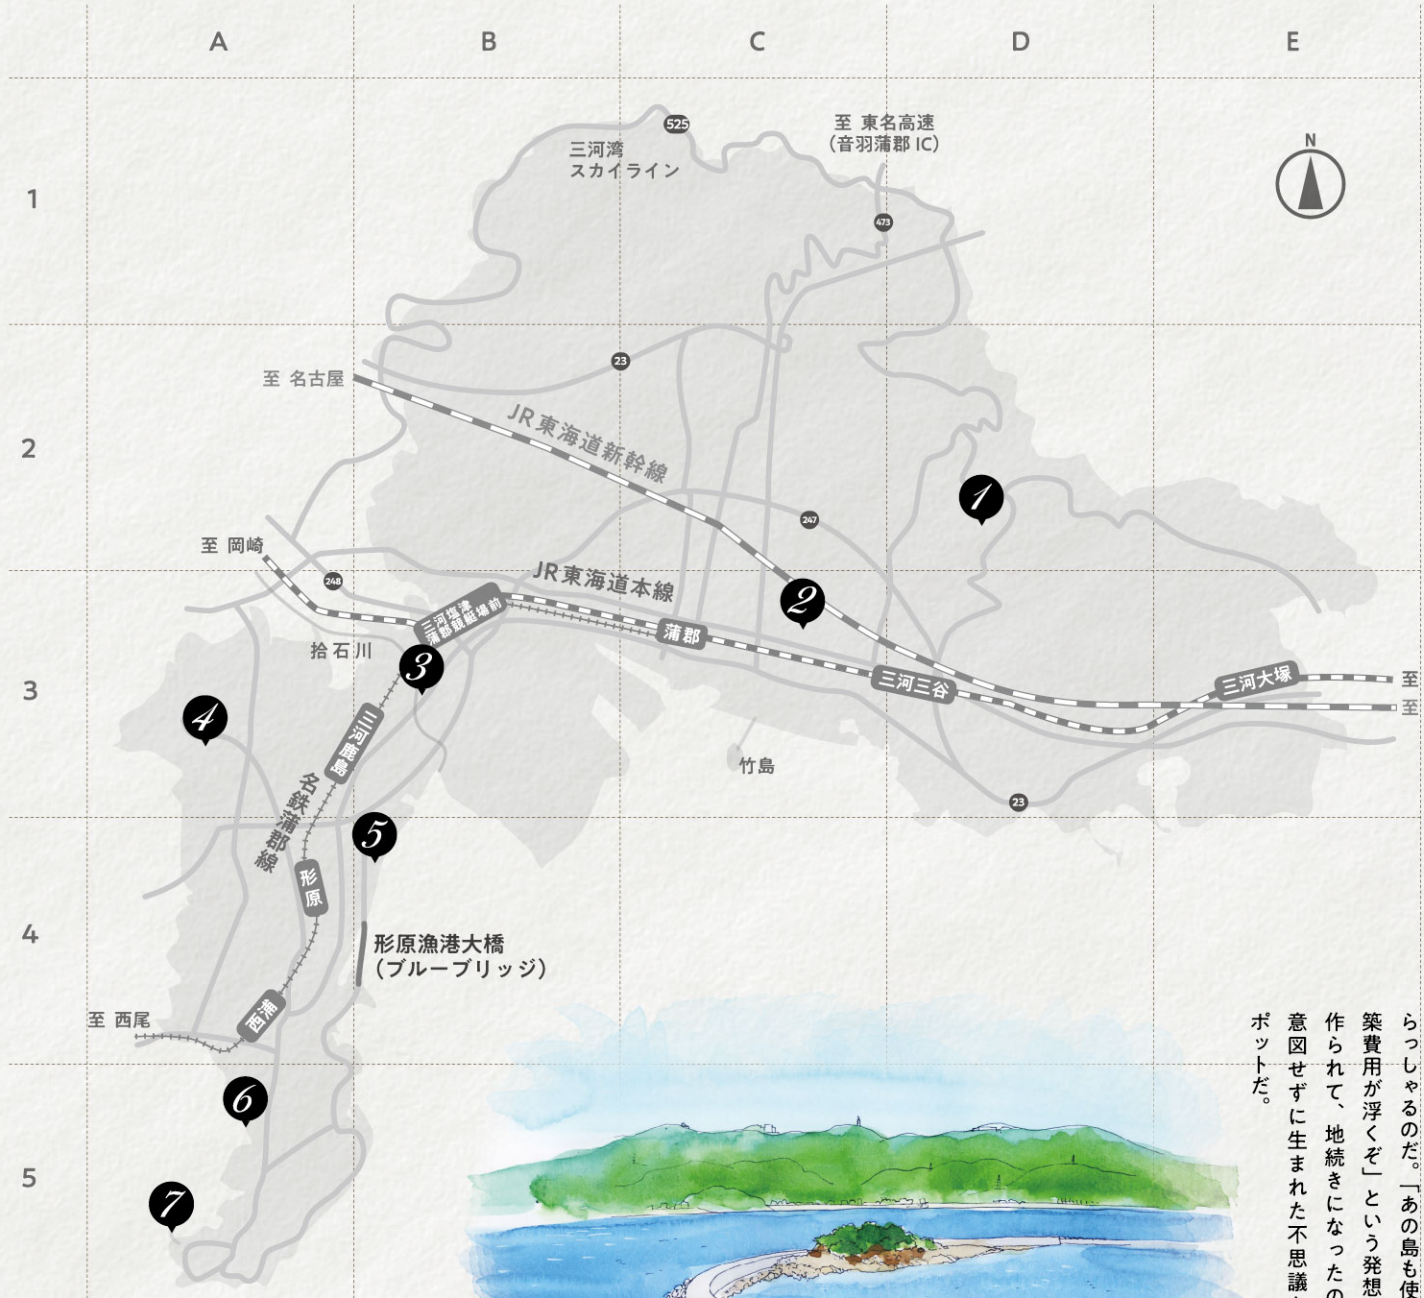 A
B
C
D
E
1
2
3
4
5
N
525
三河湾
スカイライン
至 東名高速
（音羽蒲郡 IC）
473
至 名古屋
23
JR東海道新幹線
1
247
至 岡崎
248
JR東海道本線
2
三河塩津
蒲郡競艇場前
蒲郡
拾石川
3
三河三谷
三河大塚
至
至
4
三河鹿島
竹島
名鉄蒲郡線
23
5
形原
形原漁港大橋
（ブルーブリッジ）
西浦
至 西尾
6
7
らっしゃるのだ。「あの島も使
築費用が浮くぞ」という発想
作られて、地続きになったの
意図せずに生まれた不思議
ポットだ。